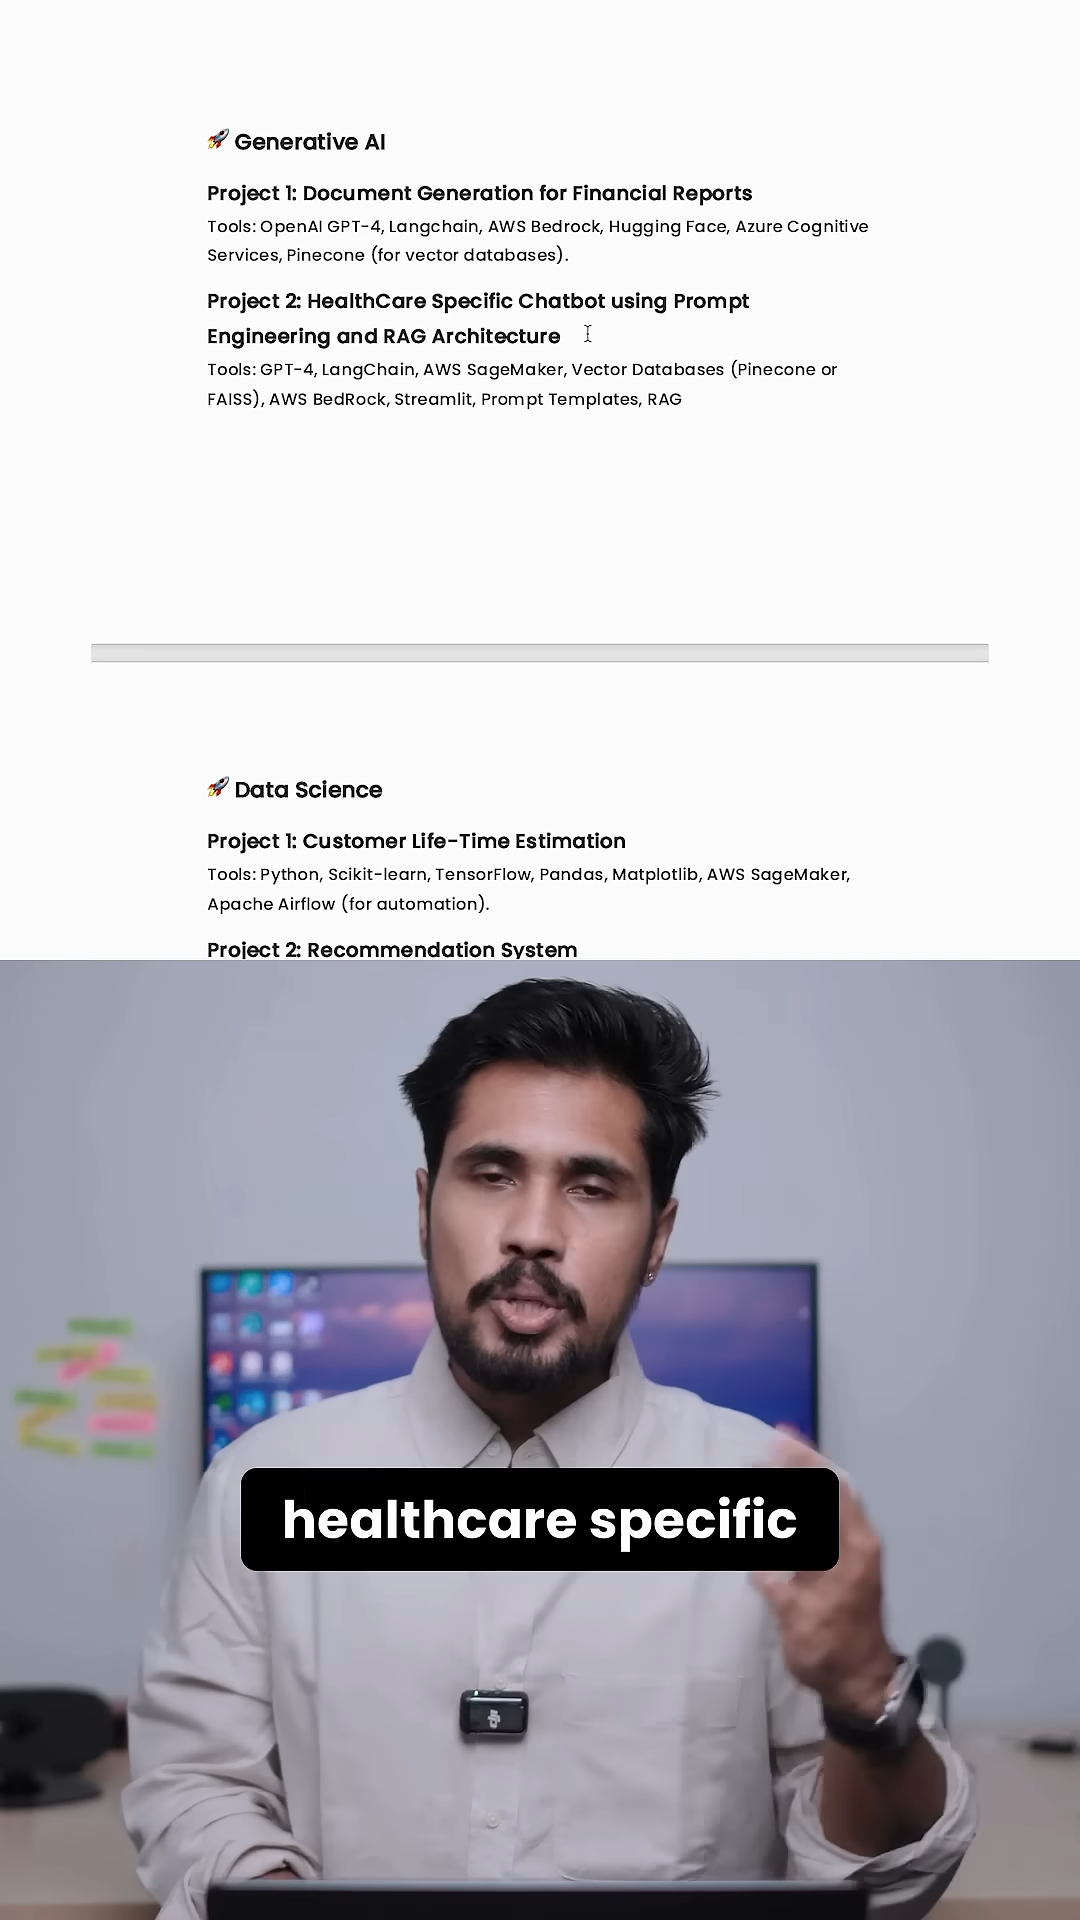 🚀 Generative AI
Project 1: Document Generation for Financial Reports
Tools: OpenAI GPT-4, Langchain, AWS Bedrock, Hugging Face, Azure Cognitive
Services, Pinecone (for vector databases).
Project 2: HealthCare Specific Chatbot using Prompt
Engineering and RAG Architecture
Tools: GPT-4, LangChain, AWS SageMaker, Vector Databases (Pinecone or
FAISS), AWS BedRock, Streamlit, Prompt Templates, RAG
🚀 Data Science
Project 1: Customer Life-Time Estimation
Tools: Python, Scikit-learn, TensorFlow, Pandas, Matplotlib, AWS SageMaker,
Apache Airflow (for automation).
Project 2: Recommendation System
healthcare specific
dji